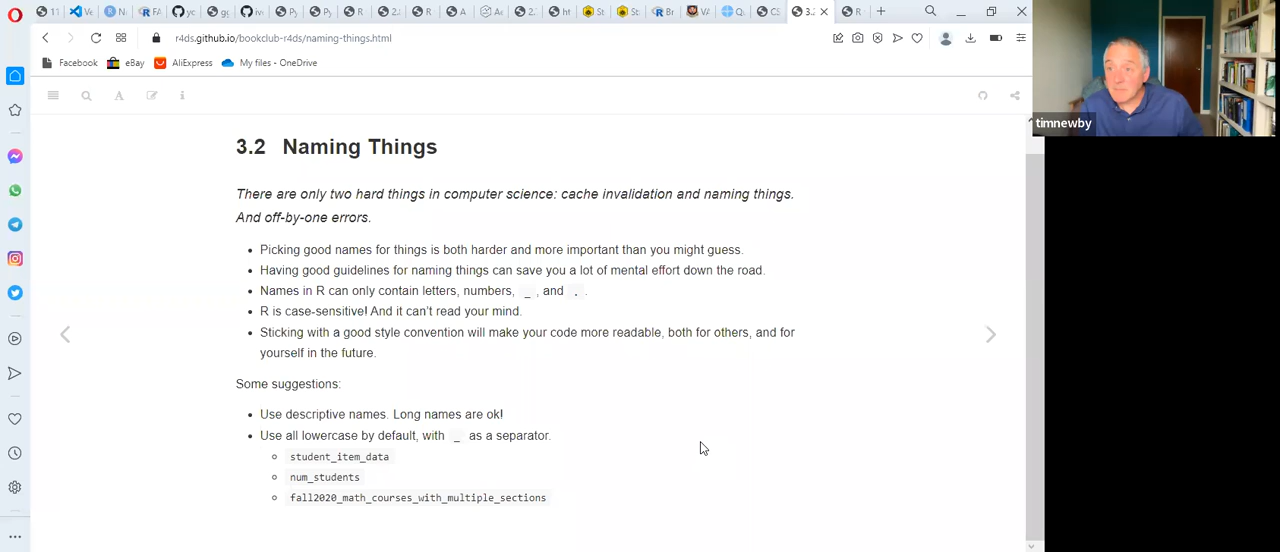 r4ds.github.io/bookclub-r4ds/naming-things.html
Facebook eBay AliExpress My files - OneDrive
timnewby
3.2 Naming Things
There are only two hard things in computer science: cache invalidation and naming things.
And off-by-one errors.
Picking good names for things is both harder and more important than you might guess.
Having good guidelines for naming things can save you a lot of mental effort down the road.
Names in R can only contain letters, numbers, _ , and . .
R is case-sensitive! And it can't read your mind.
Sticking with a good style convention will make your code more readable, both for others, and for
yourself in the future.
Some suggestions:
Use descriptive names. Long names are ok!
Use all lowercase by default, with _ as a separator.
student_item_data
num_students
fall2020_math_courses_with_multiple_sections